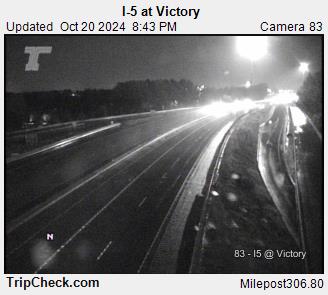 I-5 at Victory
Updated Oct 20 2024 8:43 PM Camera 83
T
N
83 - I5 @ Victory
TripCheck.com Milepost306.80